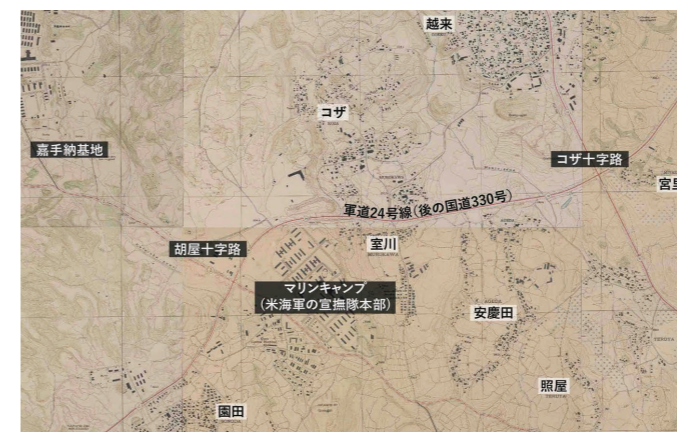 越来
コザ
嘉手納基地
コザ十字路
宮里
軍道24号線(後の国道330号)
胡屋十字路
室川
MUROKAWA
マリンキャンプ
(米海軍の宣撫隊本部)
安慶田
照屋
園田